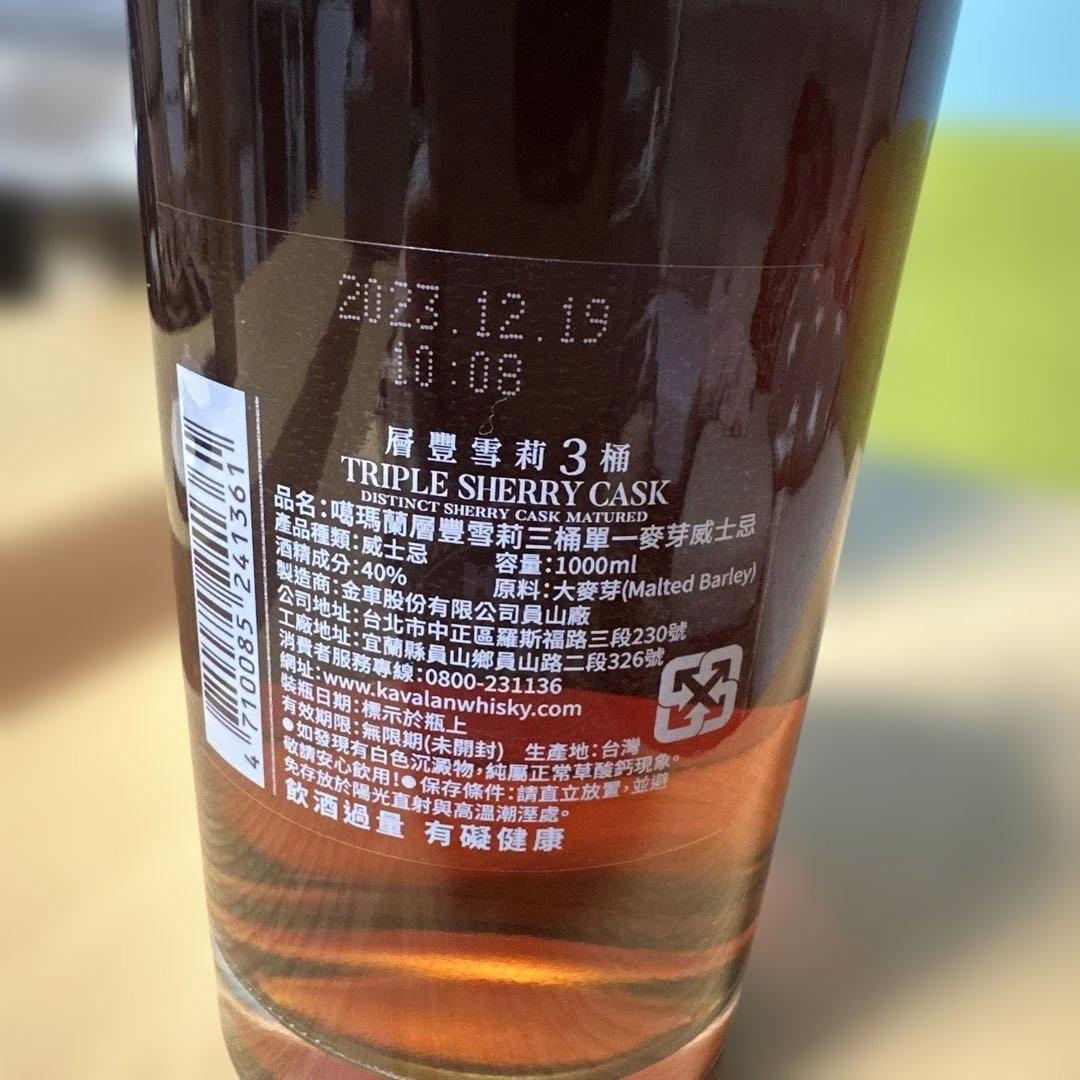 2023.12.19
10:08
層豐雪莉3桶
TRIPLE SHERRY CASK
DISTINCT SHERRY CASK MATURED
品名:噶瑪蘭層豐雪莉三桶單一麥芽威士忌
產品種類:威士忌 容量:1000ml
酒精成分:40% 原料:大麥芽(Malted Barley)
製造商:金車股份有限公司員山廠
公司地址:台北市中正區羅斯福路三段230號
工廠地址:宜蘭縣員山鄉員山路二段326號
消費者服務專線:0800-231136
網址:www.kavalanwhisky.com
裝瓶日期:標示於瓶上
有效期限:無限期(未開封) 生產地:台灣
●如發現有白色沉澱物,純屬正常草酸鈣現象。
敬請安心飲用!●保存條件:請直立放置,並避
免存放於陽光直射與高溫潮溼處。
飲酒過量 有礙健康
4 710085 241361